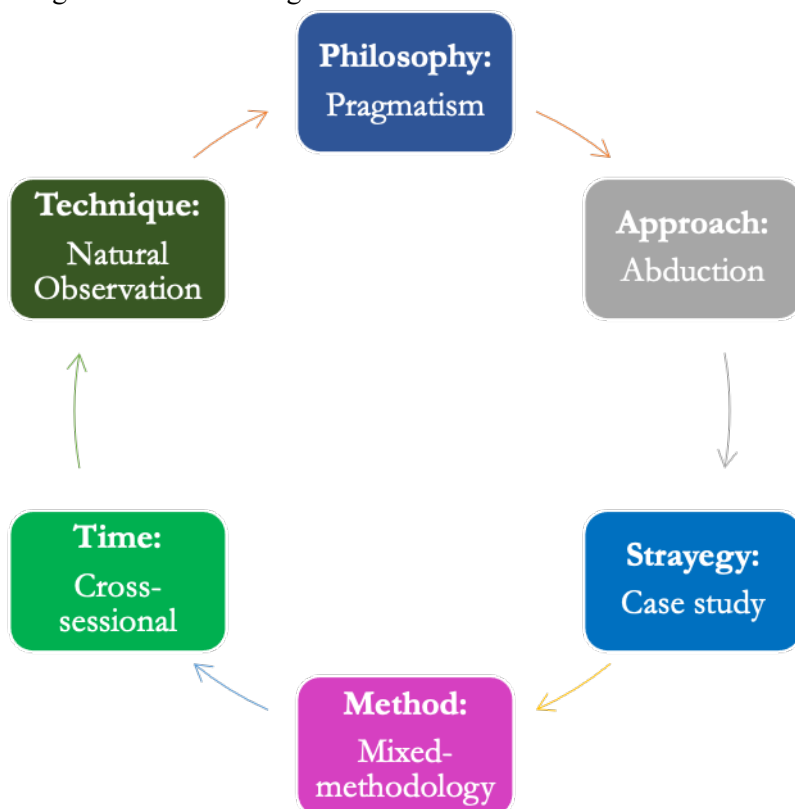 Philosophy:
Pragmatism
Approach:
Abduction
Strayegy:
Case study
Method:
Mixed-
methodology
Time:
Cross-
sessional
Technique:
Natural
Observation